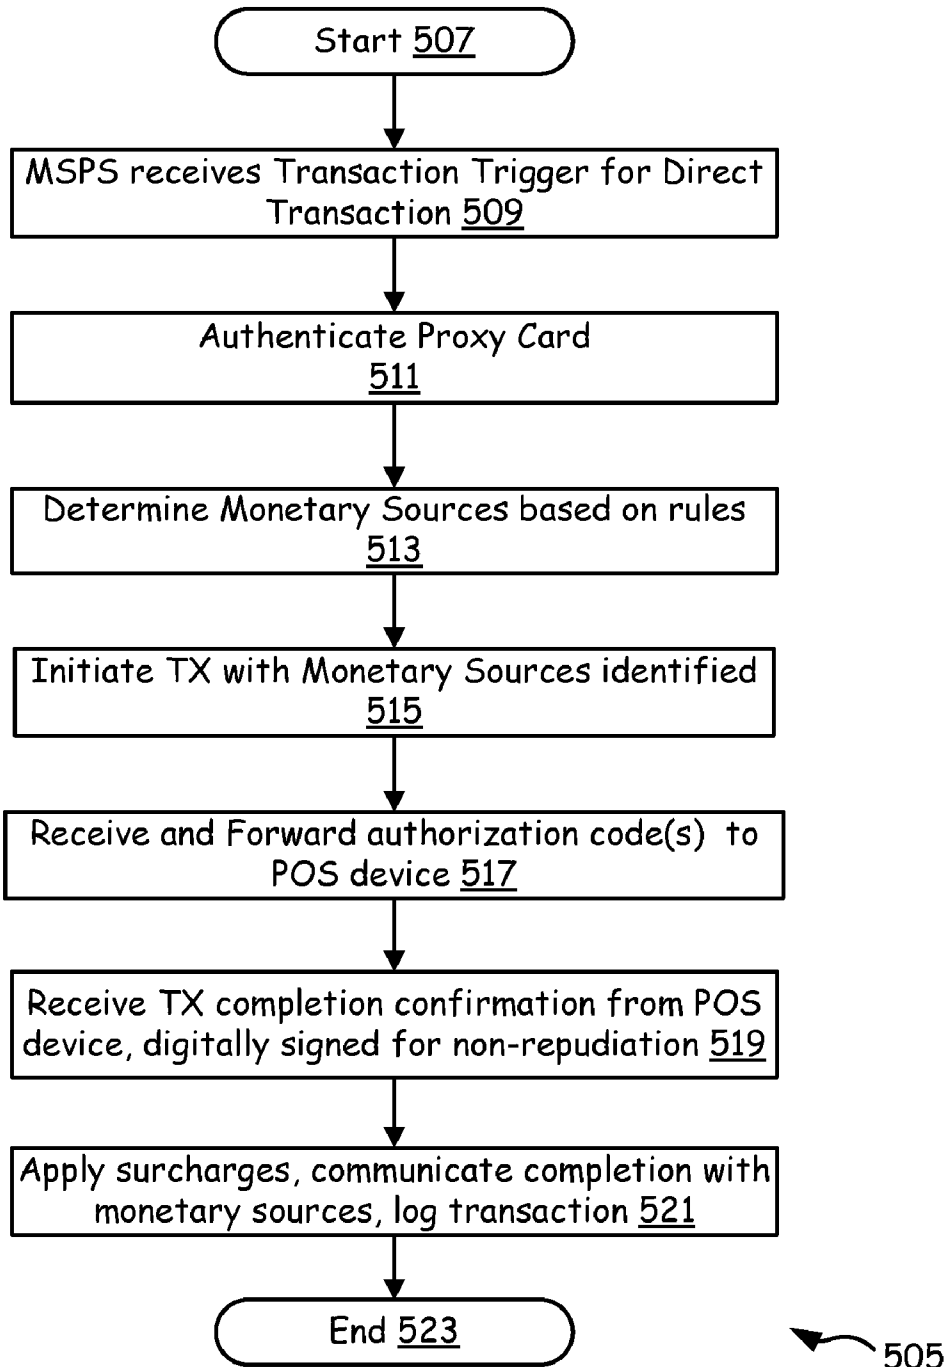 Start 507
MSPS receives Transaction Trigger for Direct
Transaction 509
Authenticate Proxy Card
511
Determine Monetary Sources based on rules
513
Initiate TX with Monetary Sources identified
515
Receive and Forward authorization code(s) to
POS device 517
Receive TX completion confirmation from POS
device, digitally signed for non-repudiation 519
Apply surcharges, communicate completion with
monetary sources, log transaction 521
End 523
505